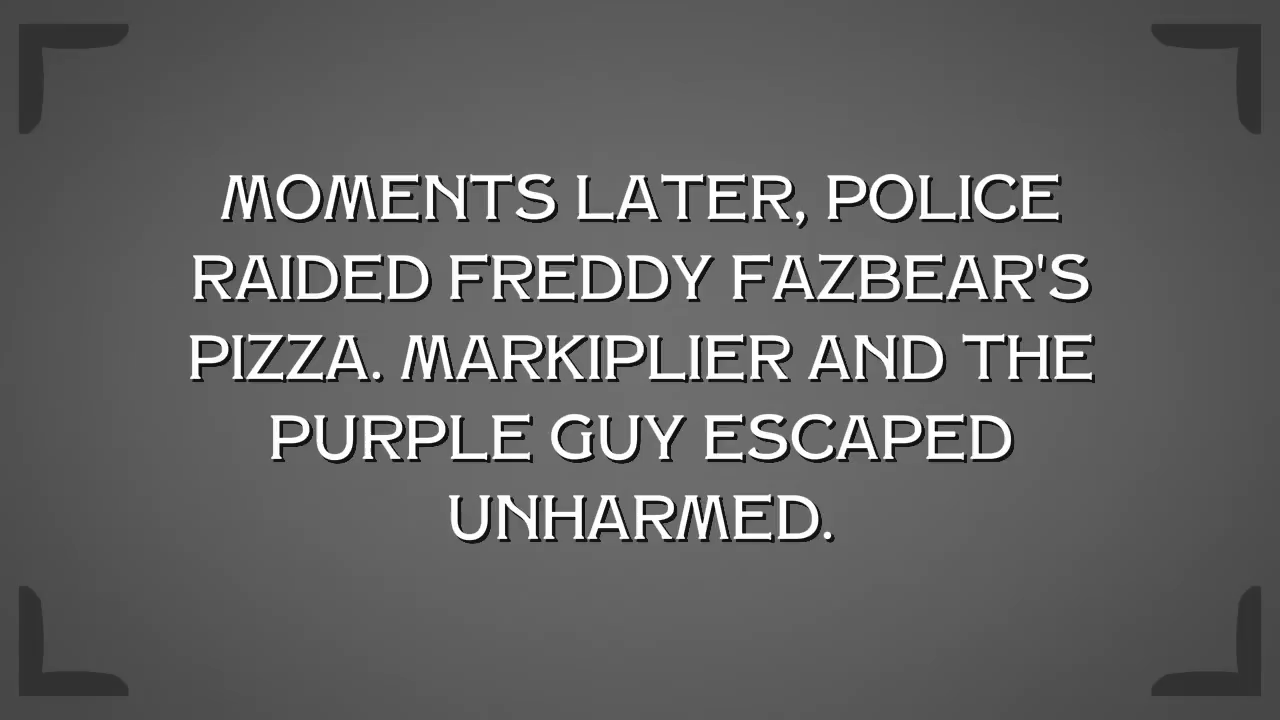 MOMENTS LATER, POLICE
RAIDED FREDDY FAZBEAR'S
PIZZA. MARKIPLIER AND THE
PURPLE GUY ESCAPED
UNHARMED.